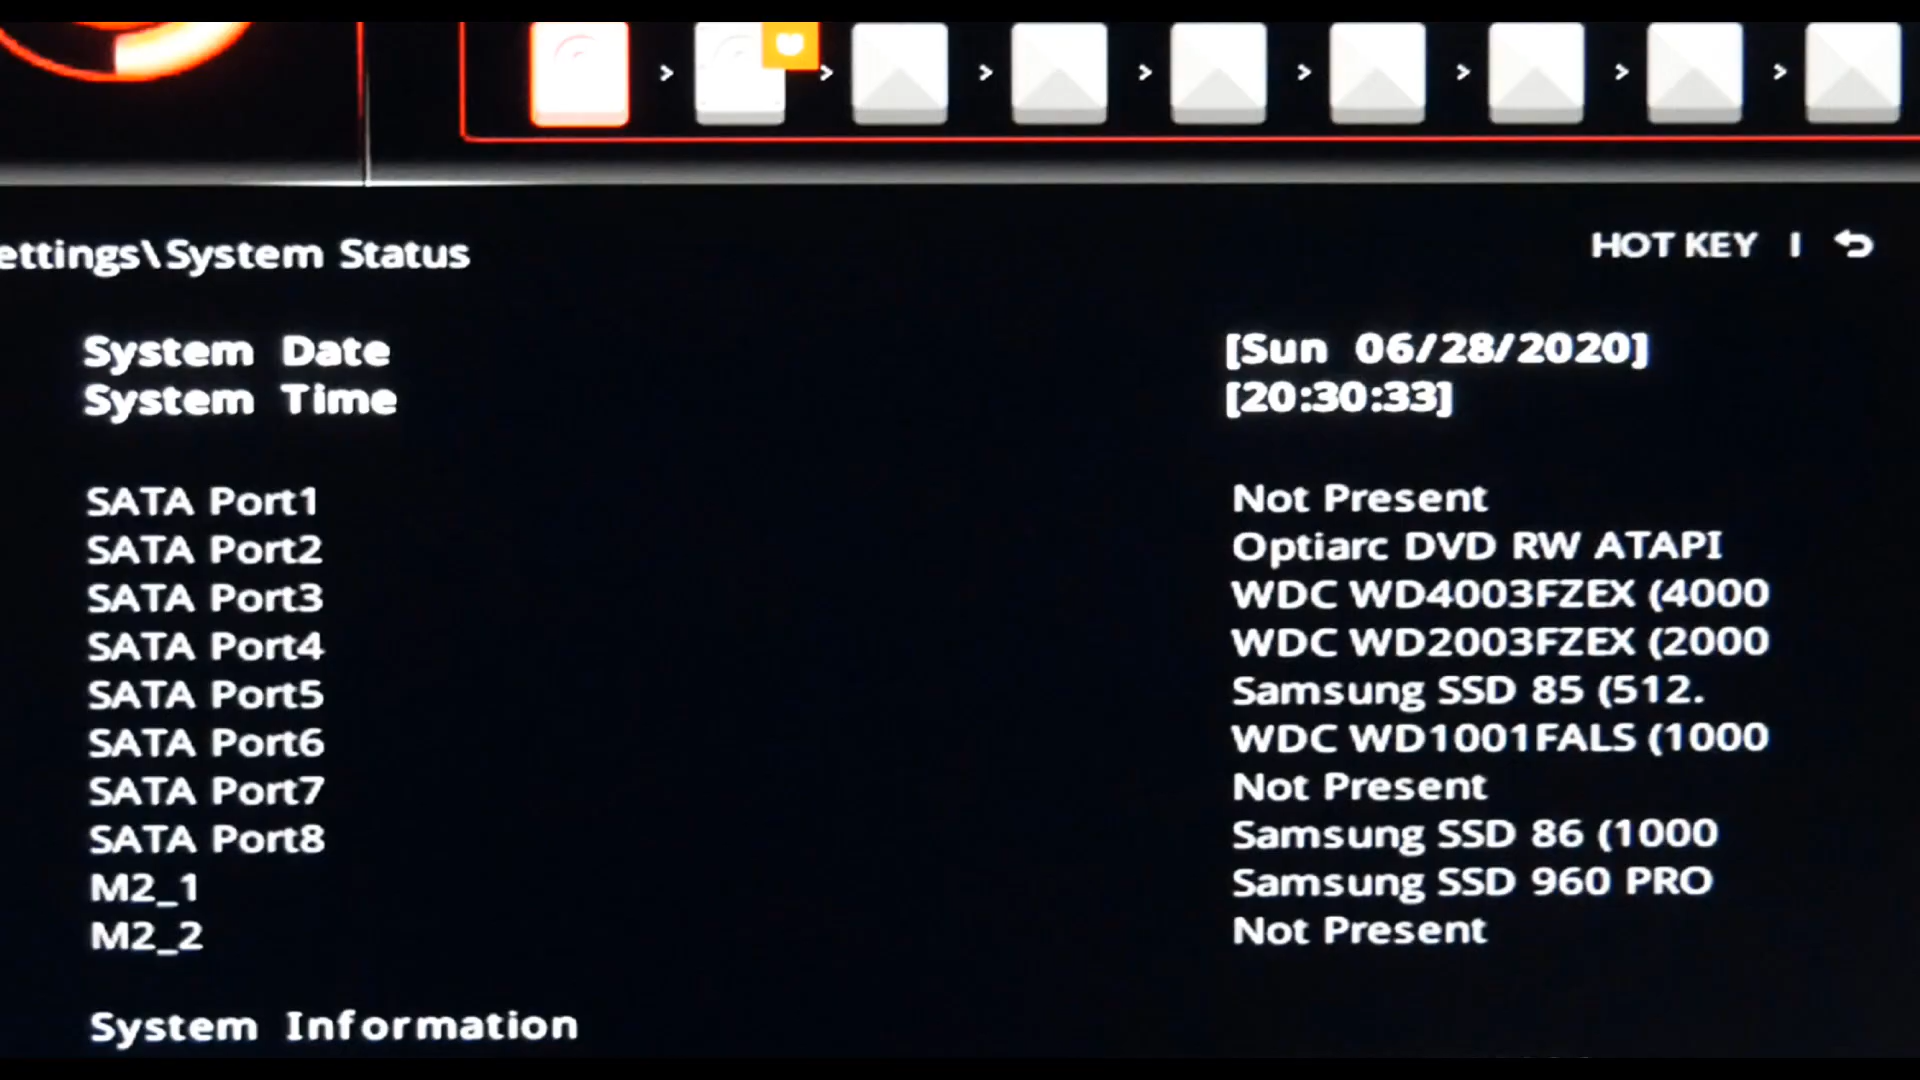 ettings\System Status
HOT KEY | ↩
System Date [Sun 06/28/2020]
System Time [20:30:33]
SATA Port1 Not Present
SATA Port2 Optiarc DVD RW ATAPI
SATA Port3 WDC WD4003FZEX (4000
SATA Port4 WDC WD2003FZEX (2000
SATA Port5 Samsung SSD 85 (512.
SATA Port6 WDC WD1001FALS (1000
SATA Port7 Not Present
SATA Port8 Samsung SSD 86 (1000
M2_1 Samsung SSD 960 PRO
M2_2 Not Present
System Information